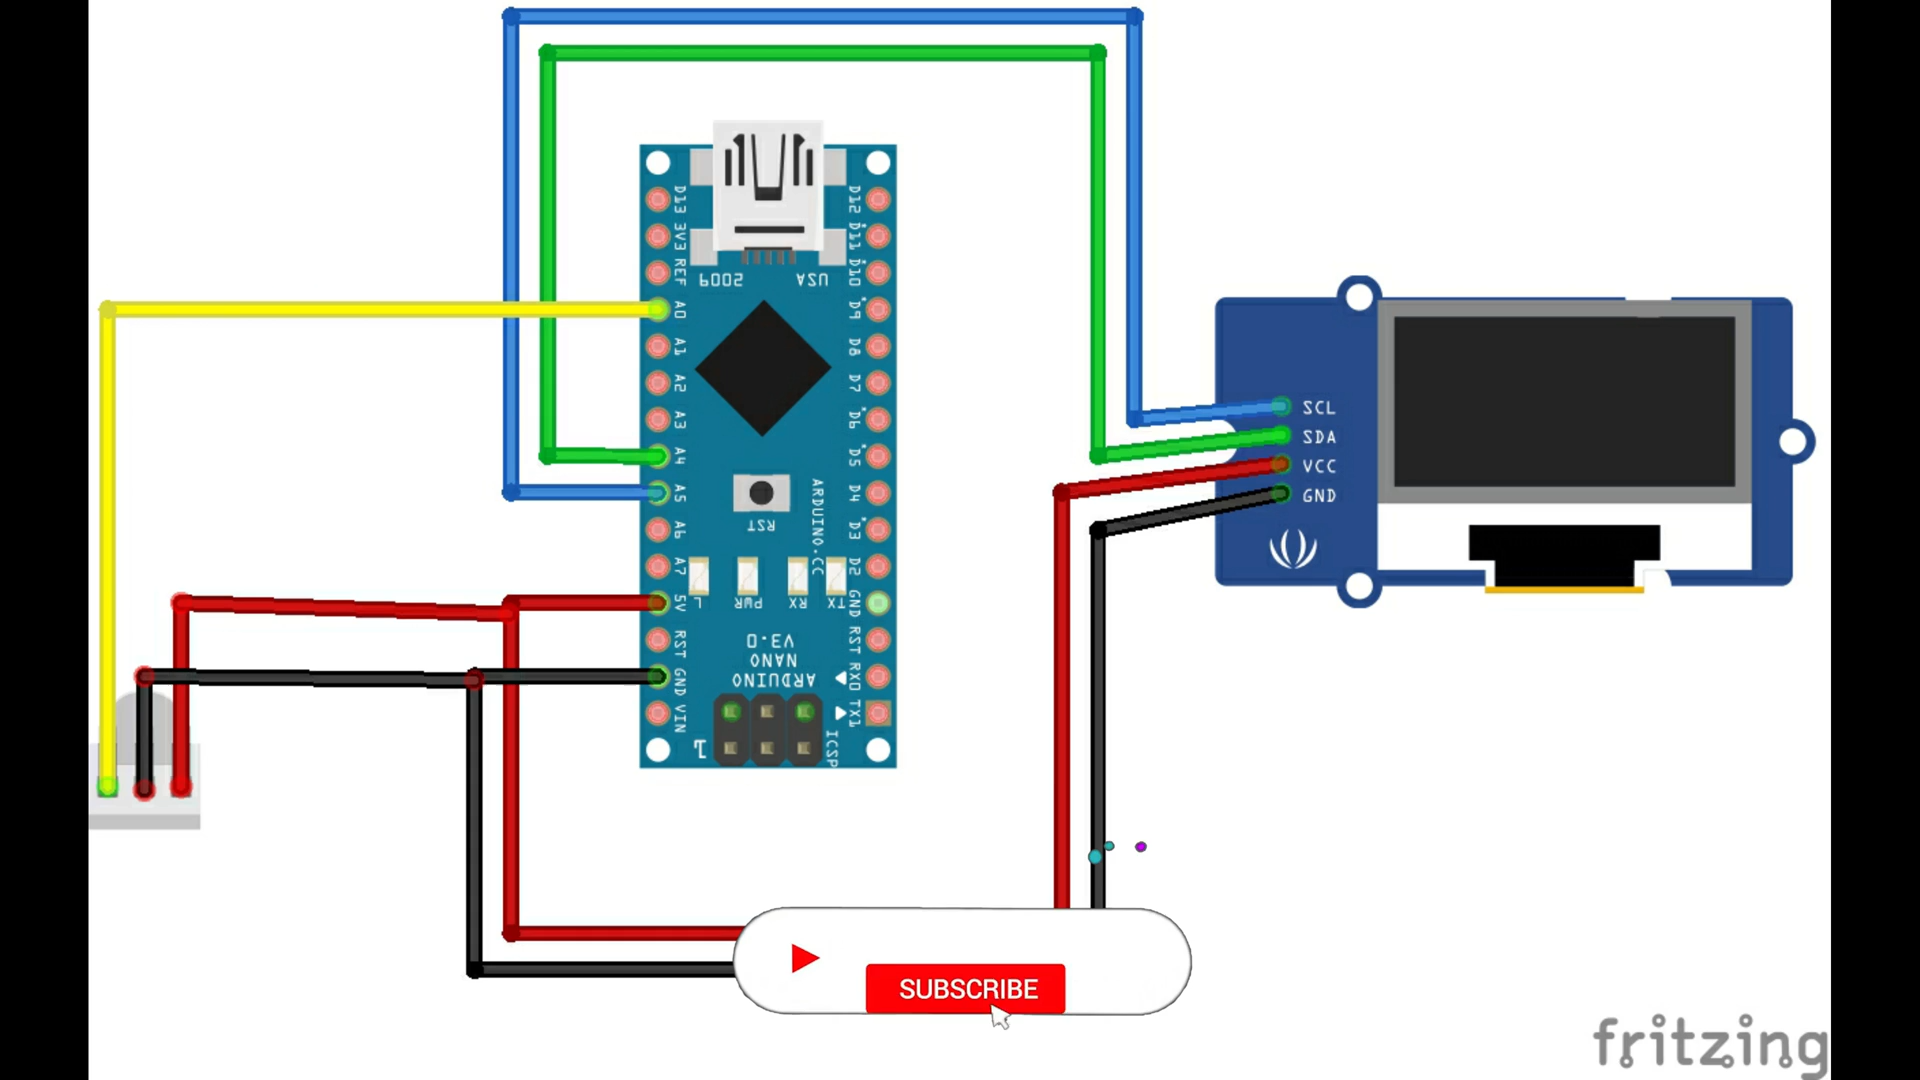 D13
3V3
REF
A0
A1
A2
A3
A4
A5
A6
A7
5V
RST
GND
VIN
D12
D11
D10
D9
D8
D7
D6
D5
D4
D3
D2
GND
RST
RX0
TX1
2009
USA
RST
ARDUINO.CC
L
PWR
RX
TX
V3.0
NANO
ARDUINO
1
ICSP
SCL
SDA
VCC
GND
SUBSCRIBE
fritzing